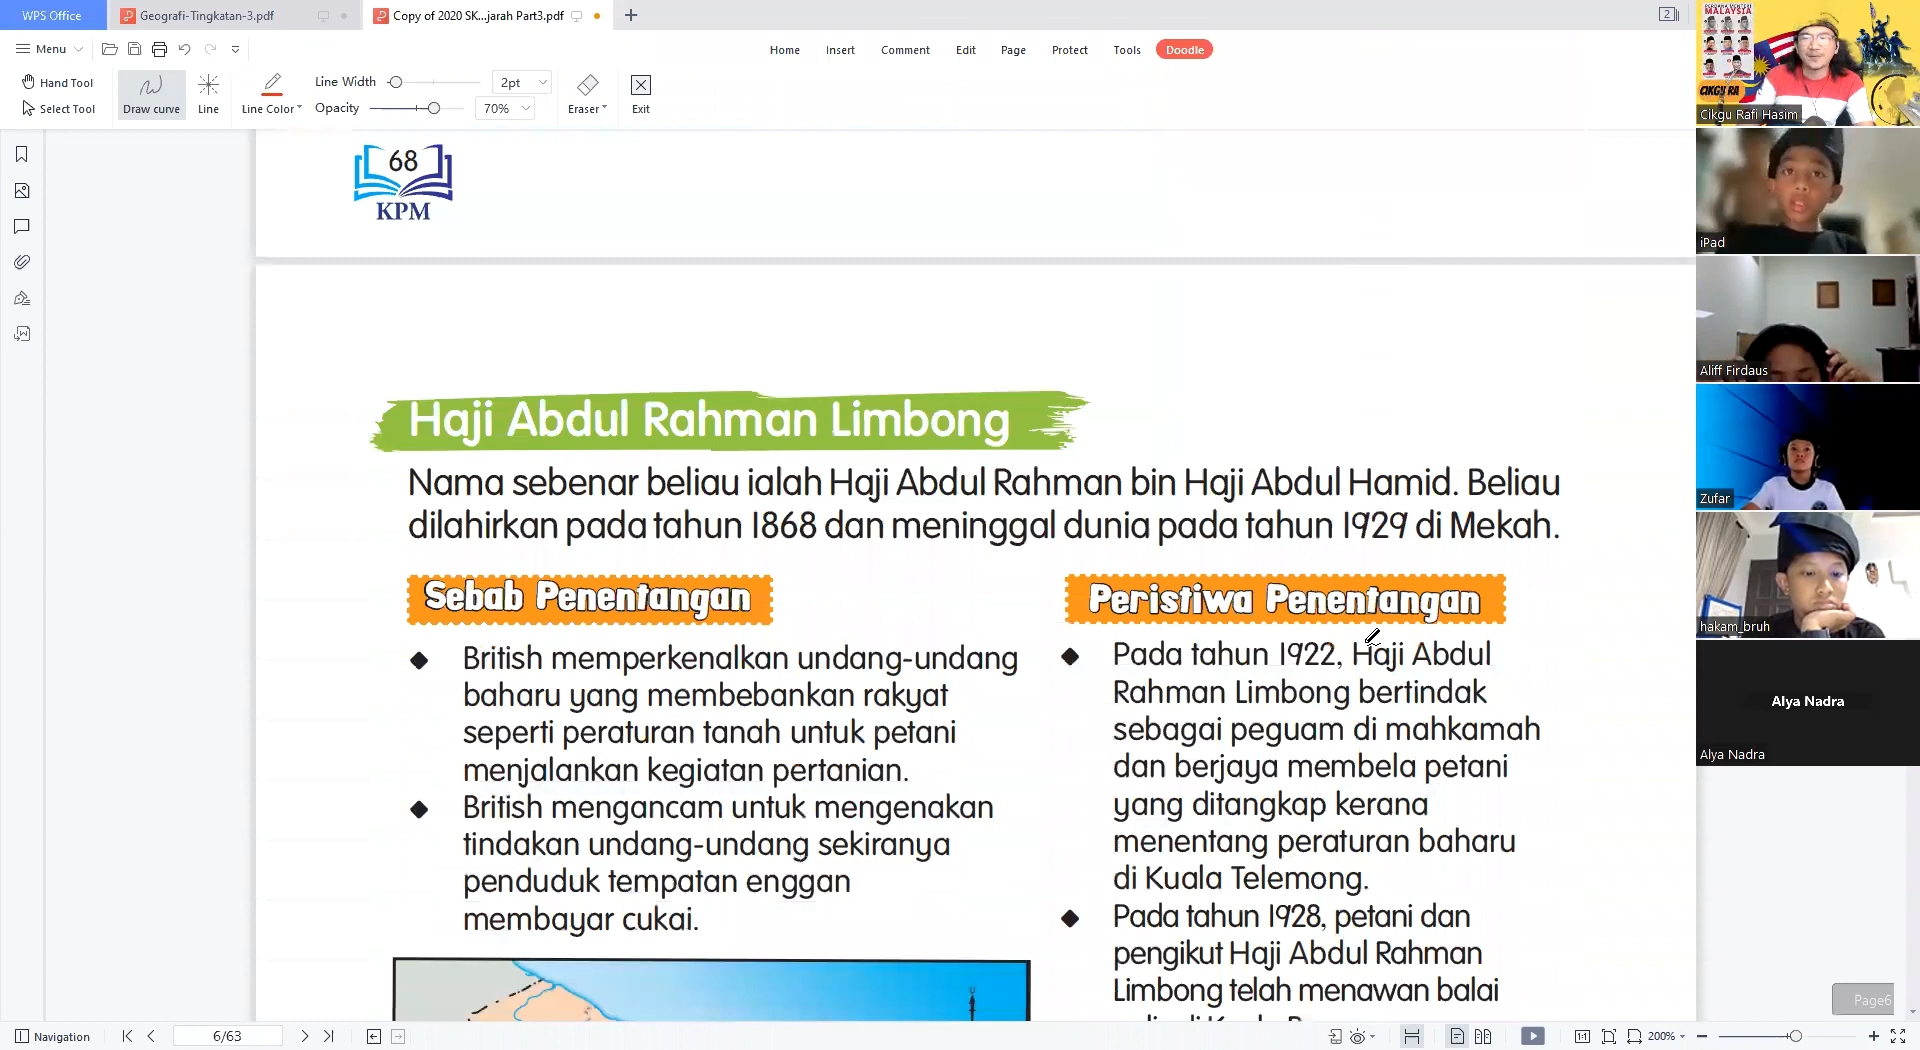 WPS Office
Geografi-Tingkatan-3.pdf
Copy of 2020 SK...jarah Part3.pdf
2
Menu
Home
Insert
Comment
Edit
Page
Protect
Tools
Doodle
Hand Tool
Select Tool
Draw curve
Line
Line Color
Line Width
2pt
Opacity
70%
Eraser
Exit
68
KPM
Haji Abdul Rahman Limbong
Nama sebenar beliau ialah Haji Abdul Rahman bin Haji Abdul Hamid. Beliau
dilahirkan pada tahun 1868 dan meninggal dunia pada tahun 1929 di Mekah.
Sebab Penentangan
British memperkenalkan undang-undang
baharu yang membebankan rakyat
seperti peraturan tanah untuk petani
menjalankan kegiatan pertanian.
British mengancam untuk mengenakan
tindakan undang-undang sekiranya
penduduk tempatan enggan
membayar cukai.
Peristiwa Penentangan
Pada tahun 1922, Haji Abdul
Rahman Limbong bertindak
sebagai peguam di mahkamah
dan berjaya membela petani
yang ditangkap kerana
menentang peraturan baharu
di Kuala Telemong.
Pada tahun 1928, petani dan
pengikut Haji Abdul Rahman
Limbong telah menawan balai
U
MALAYSIA
CIKGU RA
Cikgu Rafi Hasim
iPad
Aliff Firdaus
Zufar
hakam_bruh
Alya Nadra
Alya Nadra
Page6
Navigation
6/63
1:1
200%